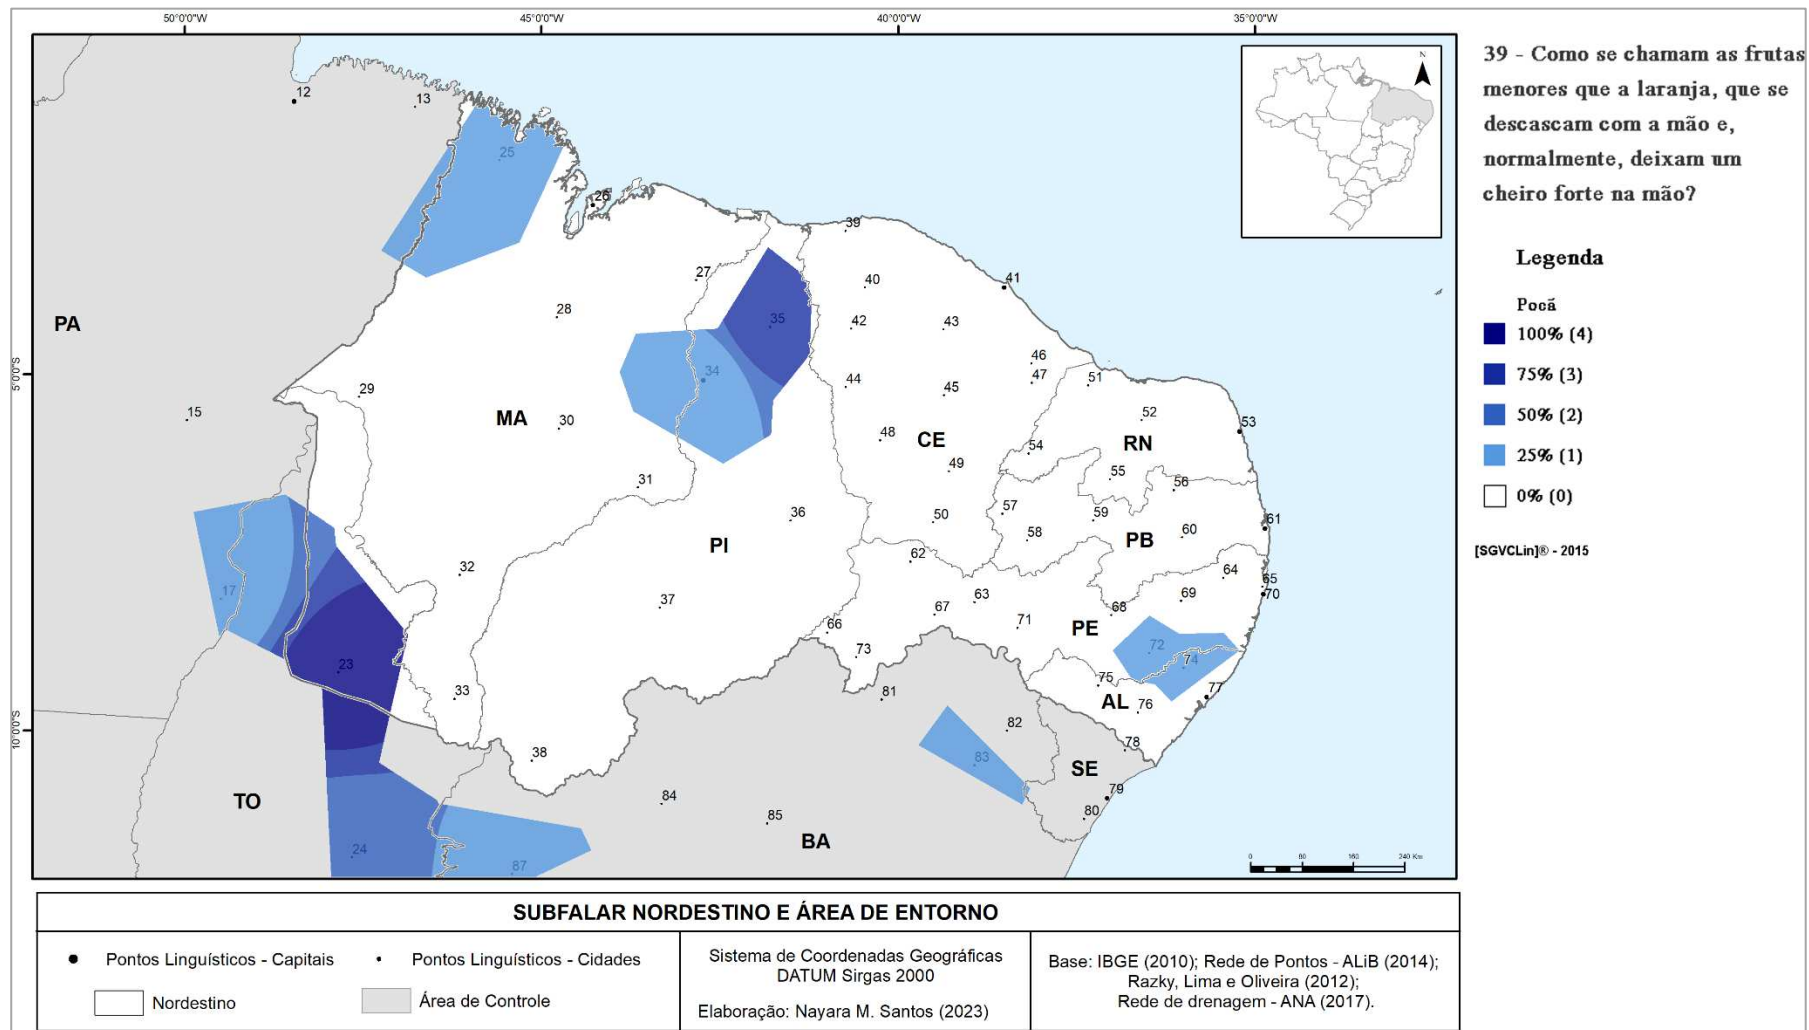 50°0'0"W
45°0'0"W
40°0'0"W
35°0'0"W
5°0'0"S
10°0'0"S
N
12
13
25
26
39
27
40
41
28
42
43
35
46
34
44
47
51
29
45
15
52
30
53
48
54
49
55
31
56
57
59
36
50
61
60
58
62
32
64
17
65
37
63
69
70
67
68
71
66
72
73
74
23
75
33
81
77
76
82
78
38
83
79
84
80
85
24
87
PA
MA
CE
RN
PI
PB
PE
AL
SE
TO
BA
0 80 160 240 Km
39 - Como se chamam as frutas
menores que a laranja, que se
descascam com a mão e,
normalmente, deixam um
cheiro forte na mão?
Legenda
Pocã
100% (4)
75% (3)
50% (2)
25% (1)
0% (0)
[SGVCLin]® - 2015
SUBFALAR NORDESTINO E ÁREA DE ENTORNO
Pontos Linguísticos - Capitais
Pontos Linguísticos - Cidades
Nordestino
Área de Controle
Sistema de Coordenadas Geográficas
DATUM Sirgas 2000
Elaboração: Nayara M. Santos (2023)
Base: IBGE (2010); Rede de Pontos - ALiB (2014);
Razky, Lima e Oliveira (2012);
Rede de drenagem - ANA (2017).